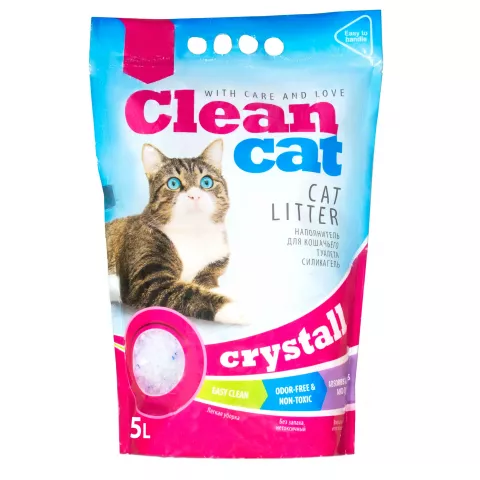 Easy to
handle
WITH CARE AND LOVE
Clean
cat
CAT
LITTER
НАПОЛНИТЕЛЬ
ДЛЯ КОШАЧЬЕГО
ТУАЛЕТА
СИЛИКАГЕЛЬ
crystall
EASY CLEAN
ODOR-FREE &
NON-TOXIC
Легкая уборка
Без запаха,
нетоксичный
5L